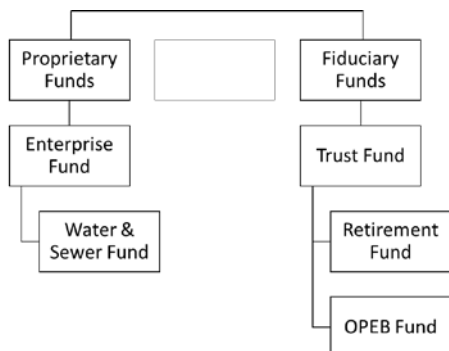 Proprietary
Funds
Fiduciary
Funds
Enterprise
Fund
Trust Fund
Water &
Sewer Fund
Retirement
Fund
OPEB Fund